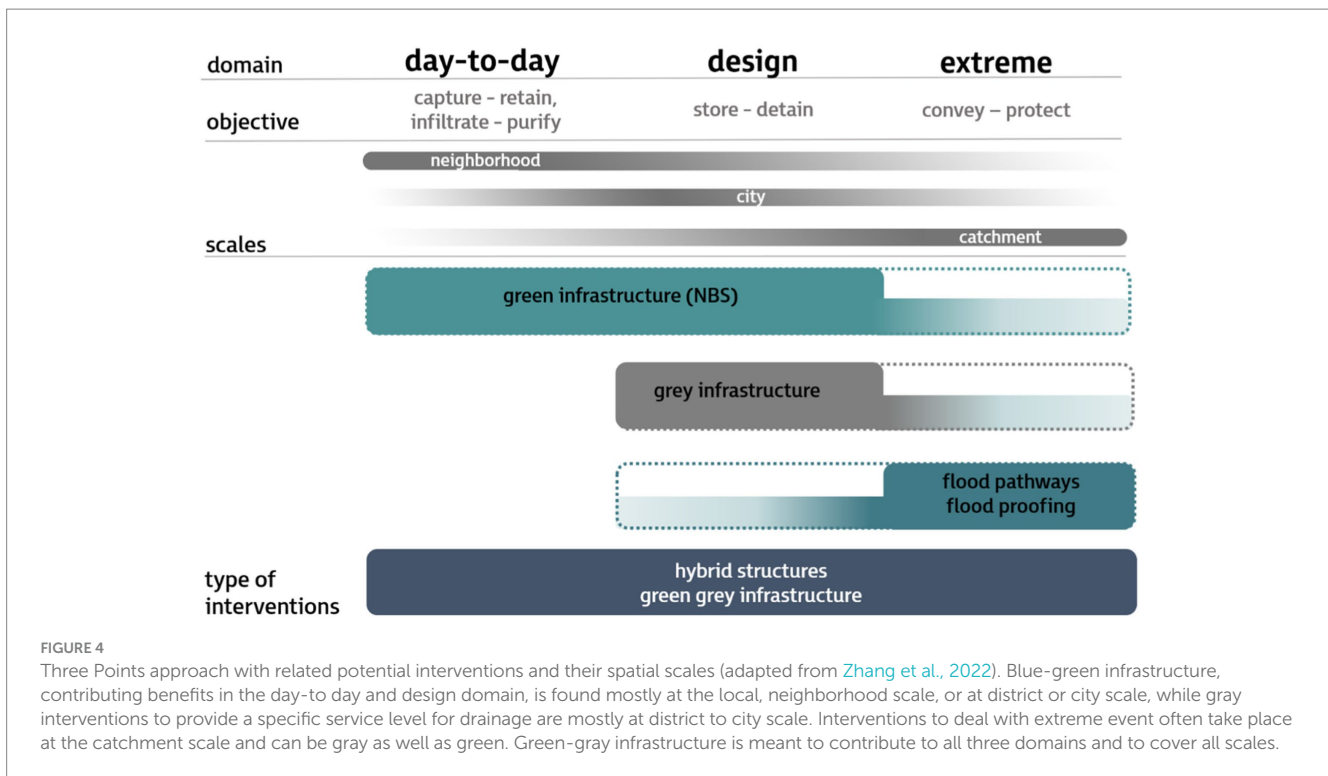 domain day-to-day design extreme
objective capture - retain, infiltrate - purify store - detain convey – protect
neighborhood
city
scales
catchment
green infrastructure (NBS)
grey infrastructure
flood pathways
flood proofing
type of interventions
hybrid structures
green grey infrastructure
FIGURE 4
Three Points approach with related potential interventions and their spatial scales (adapted from Zhang et al., 2022). Blue-green infrastructure,
contributing benefits in the day-to day and design domain, is found mostly at the local, neighborhood scale, or at district or city scale, while gray
interventions to provide a specific service level for drainage are mostly at district to city scale. Interventions to deal with extreme event often take place
at the catchment scale and can be gray as well as green. Green-gray infrastructure is meant to contribute to all three domains and to cover all scales.